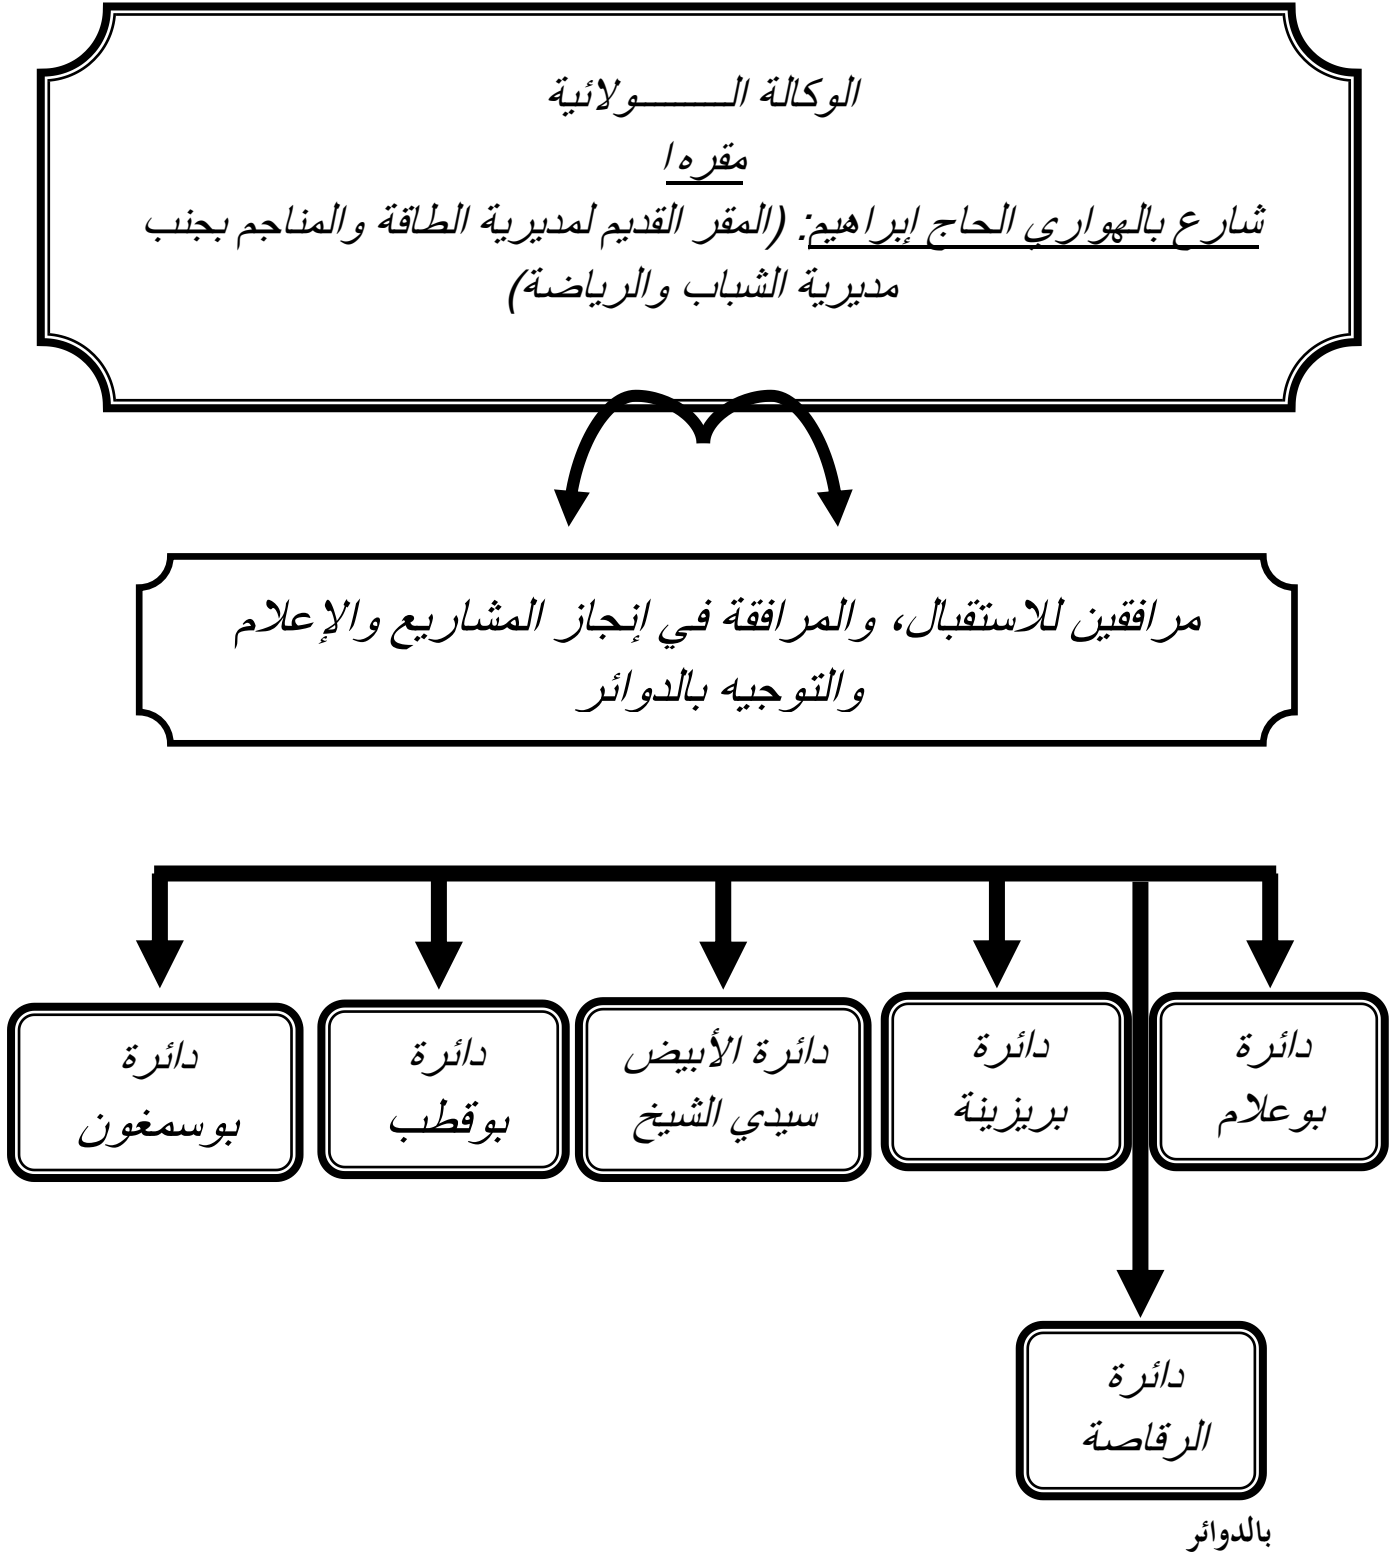 الوكالة الـــــــولائية
مقرها
شارع بالهواري الحاج إبراهيم: (المقر القديم لمديرية الطاقة والمناجم بجنب
مديرية الشباب والرياضة)
مرافقين للاستقبال، والمرافقة في إنجاز المشاريع والإعلام
والتوجيه بالدوائر
دائرة
بوعلام
دائرة
بريزينة
دائرة الأبيض
سيدي الشيخ
دائرة
بوقطب
دائرة
بوسمغون
دائرة
الرقاصة
بالدوائر